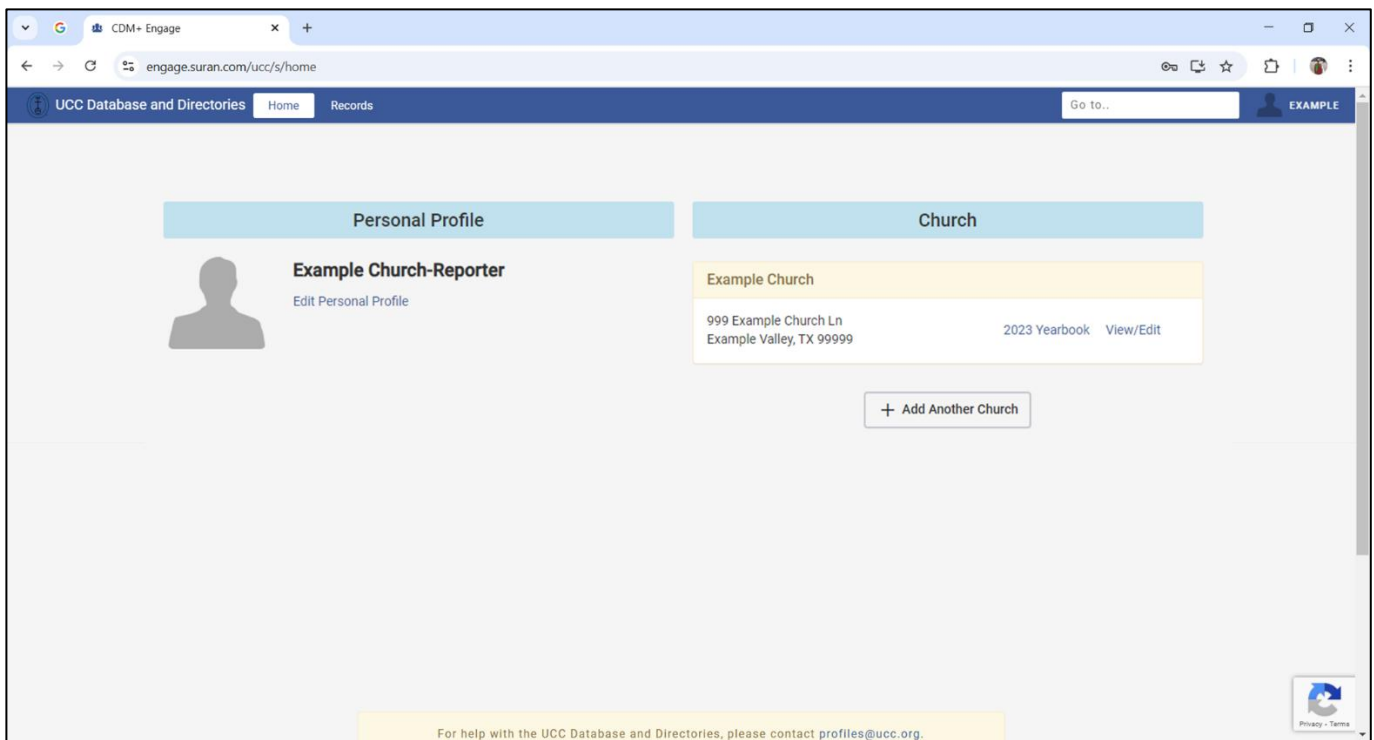 CDM+ Engage
engage.suran.com/ucc/s/home
UCC Database and Directories Home Records Go to.. EXAMPLE
Personal Profile
Example Church-Reporter
Edit Personal Profile
Church
Example Church
999 Example Church Ln
Example Valley, TX 99999
2023 Yearbook View/Edit
+ Add Another Church
Privacy - Terms
For help with the UCC Database and Directories, please contact profiles@ucc.org.